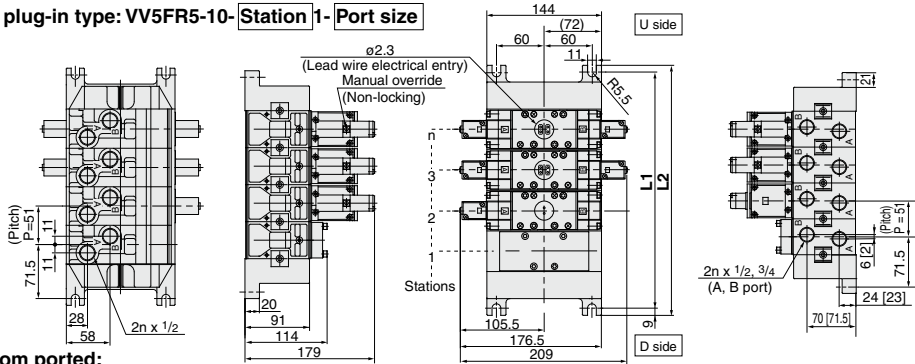 plug-in type: VV5FR5-10- Station 1- Port size
144
(72)
60
60
11
U side
ø2.3
(Lead wire electrical entry)
Manual override
(Non-locking)
R5.5
21
n
3
2
1
Stations
L1
L2
A
B
A
B
A
B
A
B
(Pitch)
P=51
11
11
71.5
28
58
2n x 1/2
20
91
114
179
105.5
176.5
209
9
D side
B
A
B
A
B
A
B
A
(Pitch)
P = 51
6 [2]
71.5
2n x 1/2, 3/4
(A, B port)
24 [23]
70 [71.5]
om ported: